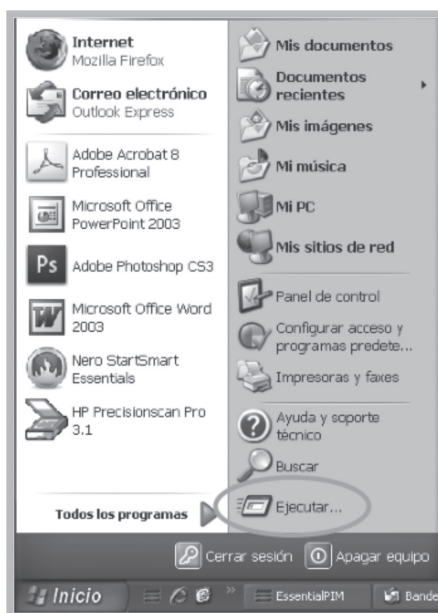 Internet
Mozilla Firefox
Correo electrónico
Outlook Express
Adobe Acrobat 8
Professional
Microsoft Office
PowerPoint 2003
Ps
Adobe Photoshop CS3
Microsoft Office Word
2003
Nero StartSmart
Essentials
HP Precisionscan Pro
3.1
Todos los programas
Mis documentos
Documentos
recientes
Mis imágenes
Mi música
Mi PC
Mis sitios de red
Panel de control
Configurar acceso y
programas predete...
Impresoras y faxes
Ayuda y soporte
técnico
Buscar
Ejecutar...
Cerrar sesión
Apagar equipo
Inicio
EssentialPIM
Bande